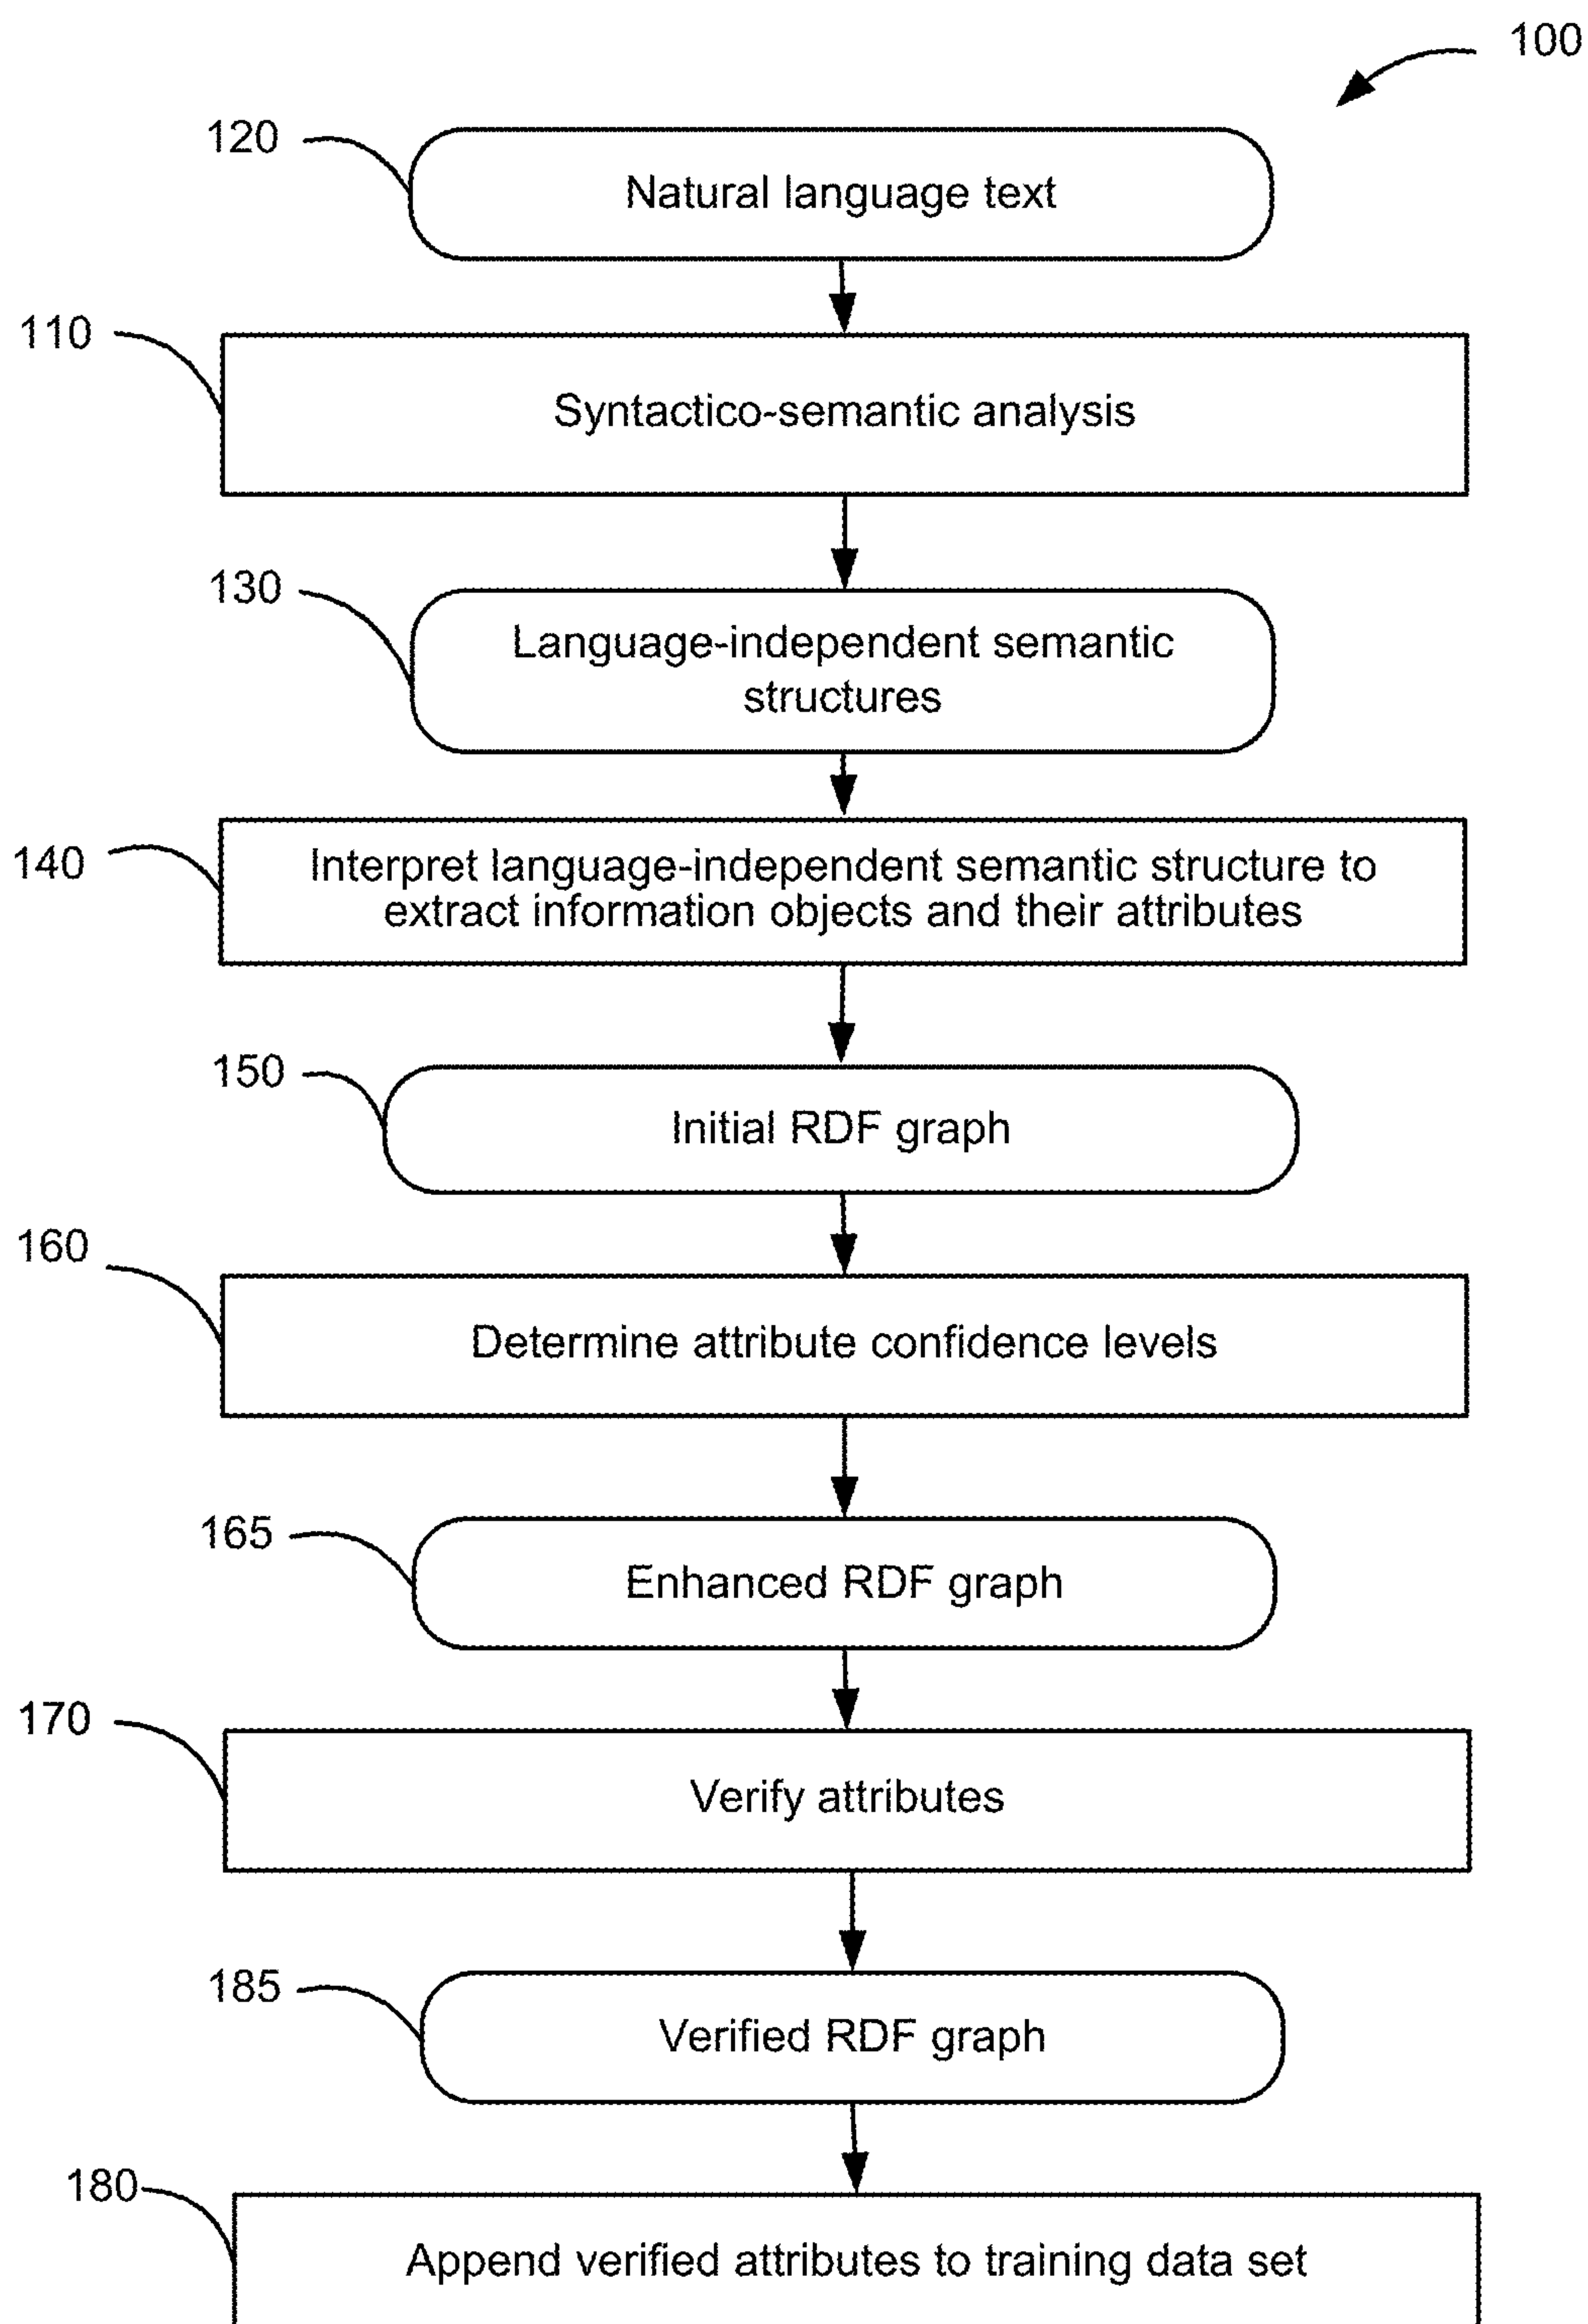 100
120
Natural language text
110
Syntactico-semantic analysis
130
Language-independent semantic
structures
140
Interpret language-independent semantic structure to
extract information objects and their attributes
150
Initial RDF graph
160
Determine attribute confidence levels
165
Enhanced RDF graph
170
Verify attributes
185
Verified RDF graph
180
Append verified attributes to training data set